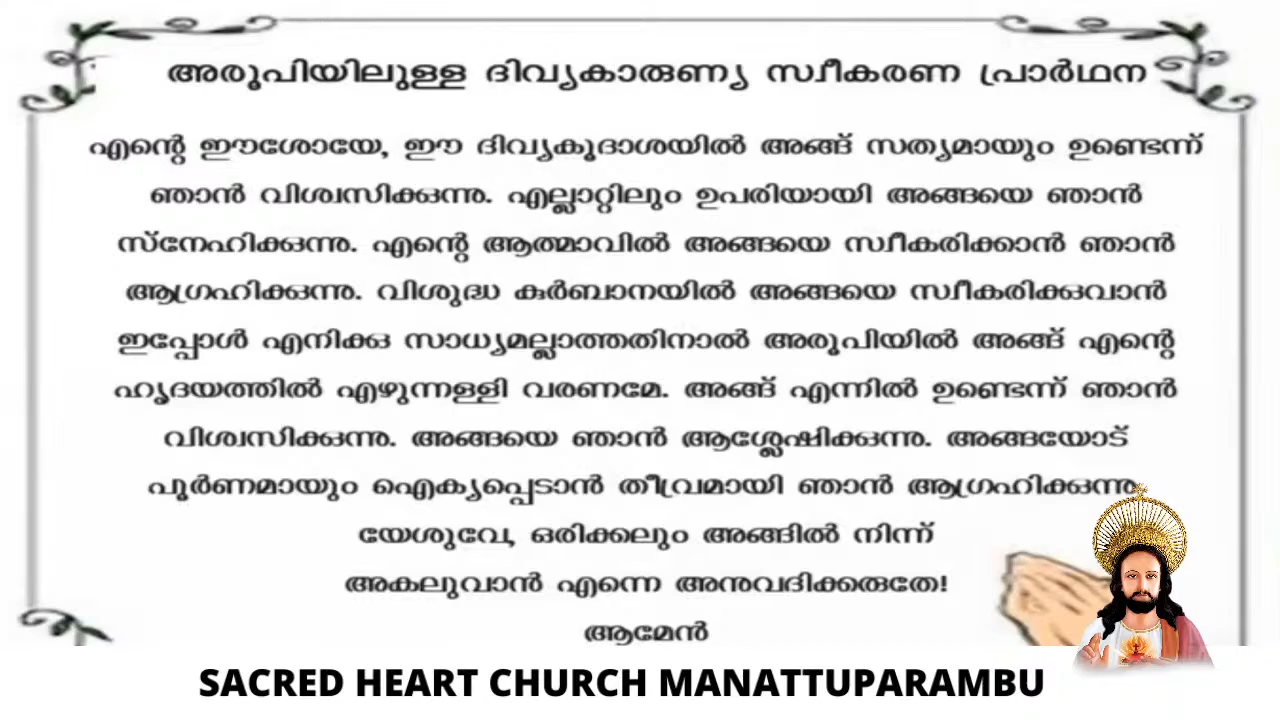 അരൂപിയിലുള്ള ദിവ്യകാരുണ്യ സ്വീകരണ പ്രാർഥന
എന്റെ ഈശോയേ, ഈ ദിവ്യകൂദാശയിൽ അങ്ങ് സത്യമായും ഉണ്ടെന്ന്
ഞാൻ വിശ്വസിക്കുന്നു. എല്ലാറ്റിലും ഉപരിയായി അങ്ങയെ ഞാൻ
സ്നേഹിക്കുന്നു. എന്റെ ആത്മാവിൽ അങ്ങയെ സ്വീകരിക്കാൻ ഞാൻ
ആഗ്രഹിക്കുന്നു. വിശുദ്ധ കുർബാനയിൽ അങ്ങയെ സ്വീകരിക്കുവാൻ
ഇപ്പോൾ എനിക്കു സാധ്യമല്ലാത്തതിനാൽ അരൂപിയിൽ അങ്ങ് എന്റെ
ഹൃദയത്തിൽ എഴുന്നള്ളി വരണമേ. അങ്ങ് എന്നിൽ ഉണ്ടെന്ന് ഞാൻ
വിശ്വസിക്കുന്നു. അങ്ങയെ ഞാൻ ആശ്ലേഷിക്കുന്നു. അങ്ങയോട്
പൂർണമായും ഐക്യപ്പെടാൻ തീവ്രമായി ഞാൻ ആഗ്രഹിക്കുന്നു
യേശുവേ, ഒരിക്കലും അങ്ങിൽ നിന്ന്
അകലുവാൻ എന്നെ അനുവദിക്കരുതേ!
ആമേൻ
SACRED HEART CHURCH MANATTUPARAMBU